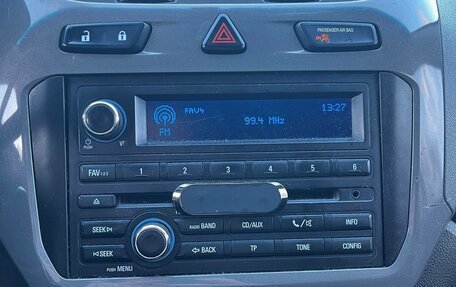 PASSENGER AIR BAG
FAV4
13:27
99.4 MHz
FM
PUSH
FAV 1-2-3
1 2 3 4 5 6
SEEK
RADIO BAND
CD/AUX
INFO
SEEK
BACK
TP
TONE
CONFIG
PUSH MENU